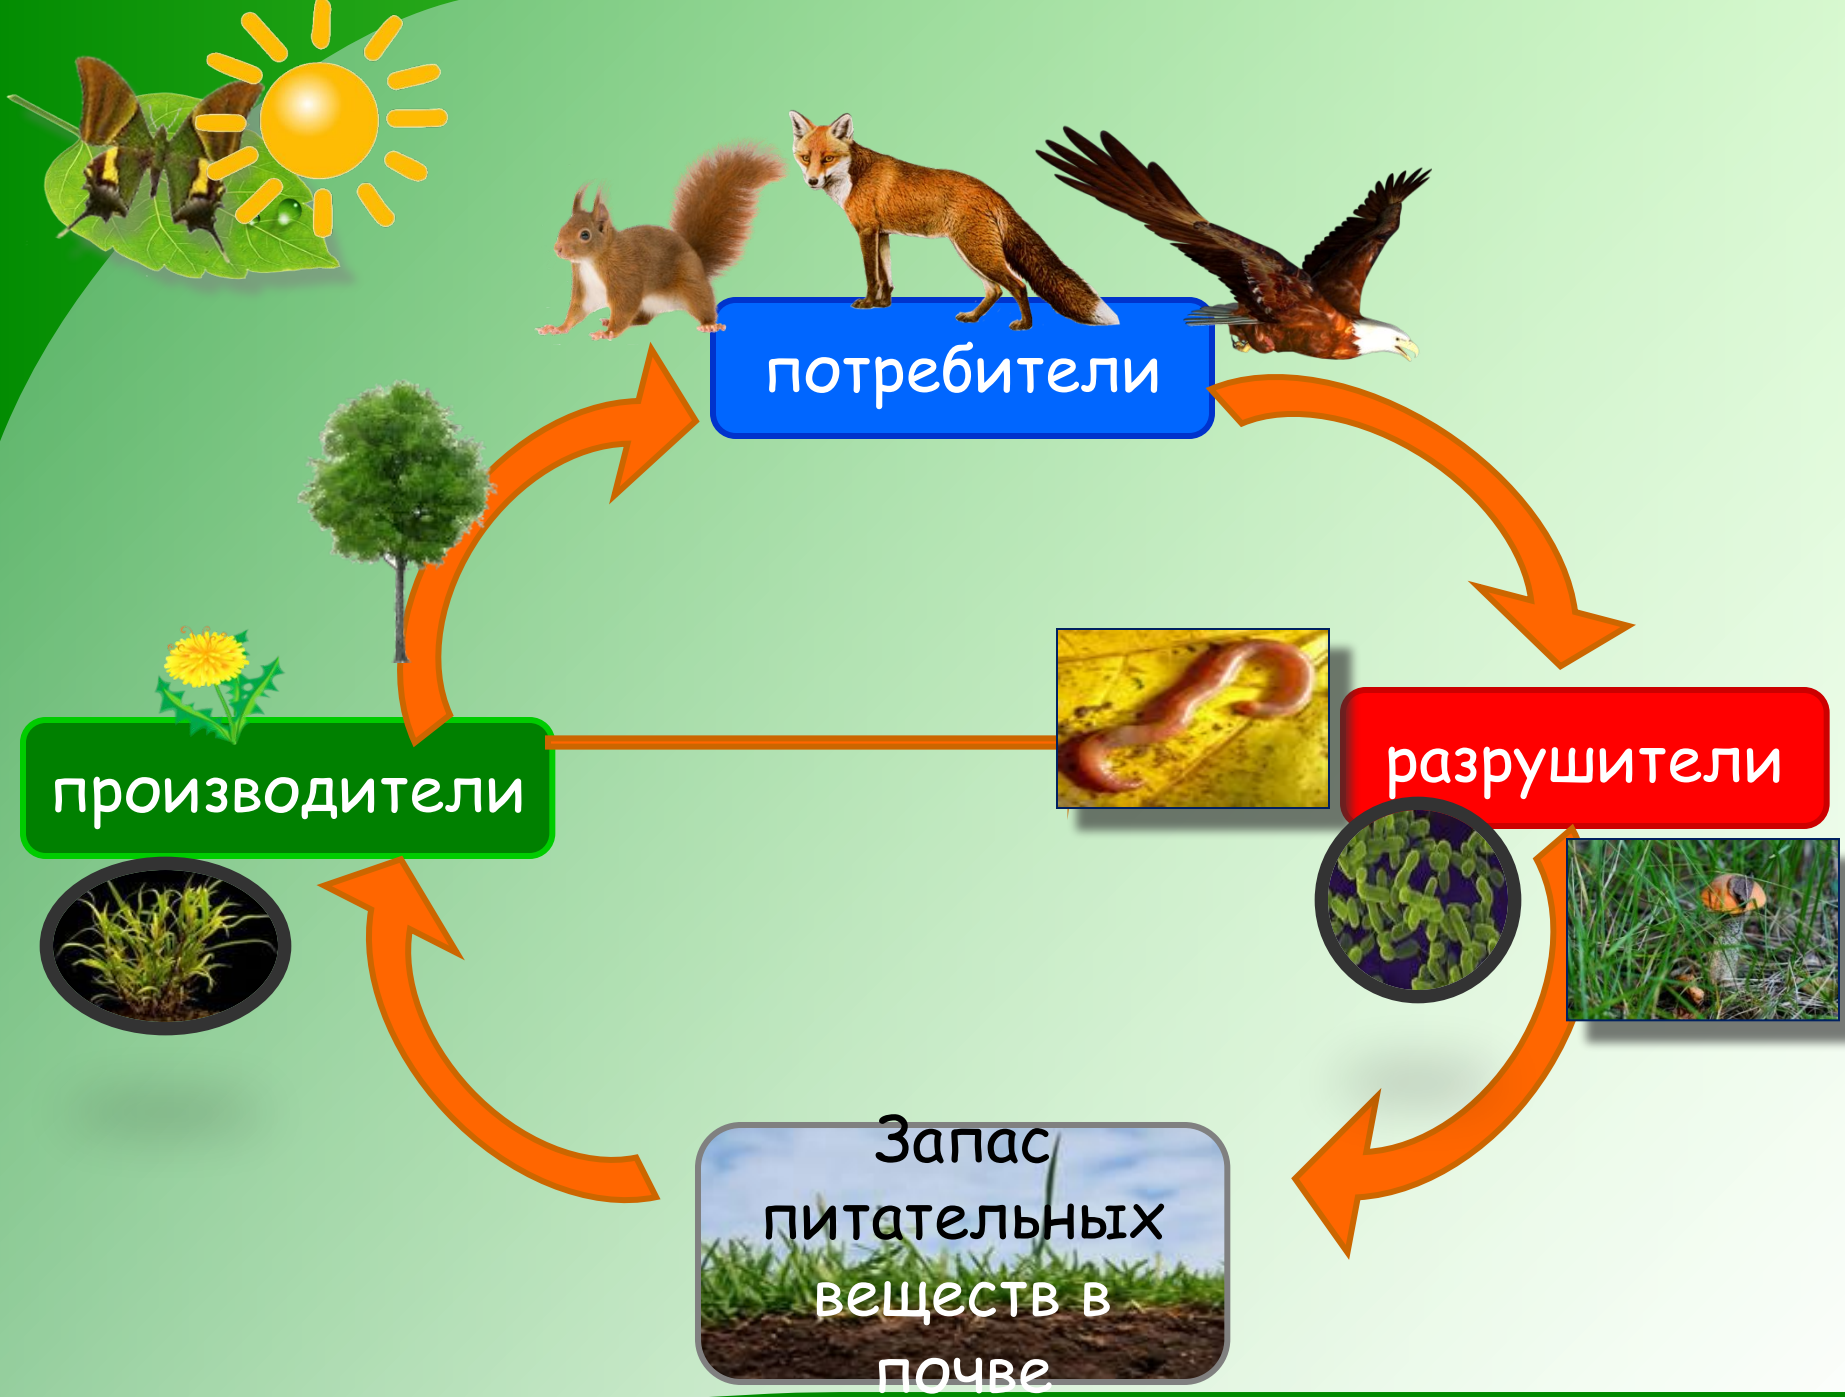 потребители
разрушители
производители
Запас
питательных
веществ в
почве